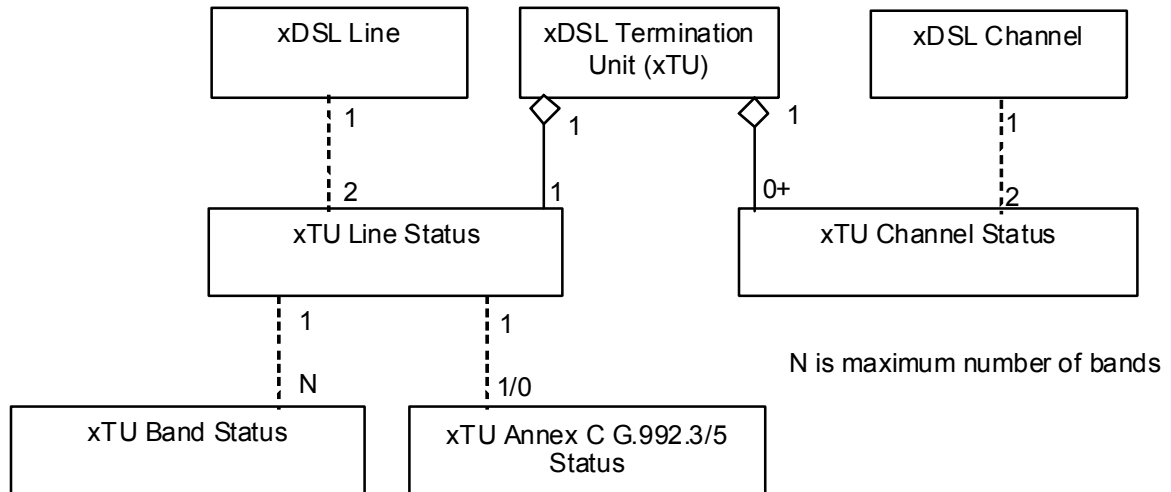 xDSL Line
xDSL Termination
Unit (xTU)
xDSL Channel
1
1
1
1
2
1
0+
2
xTU Line Status
xTU Channel Status
1
1
N is maximum number of bands
N
1/0
xTU Band Status
xTU Annex C G.992.3/5
Status